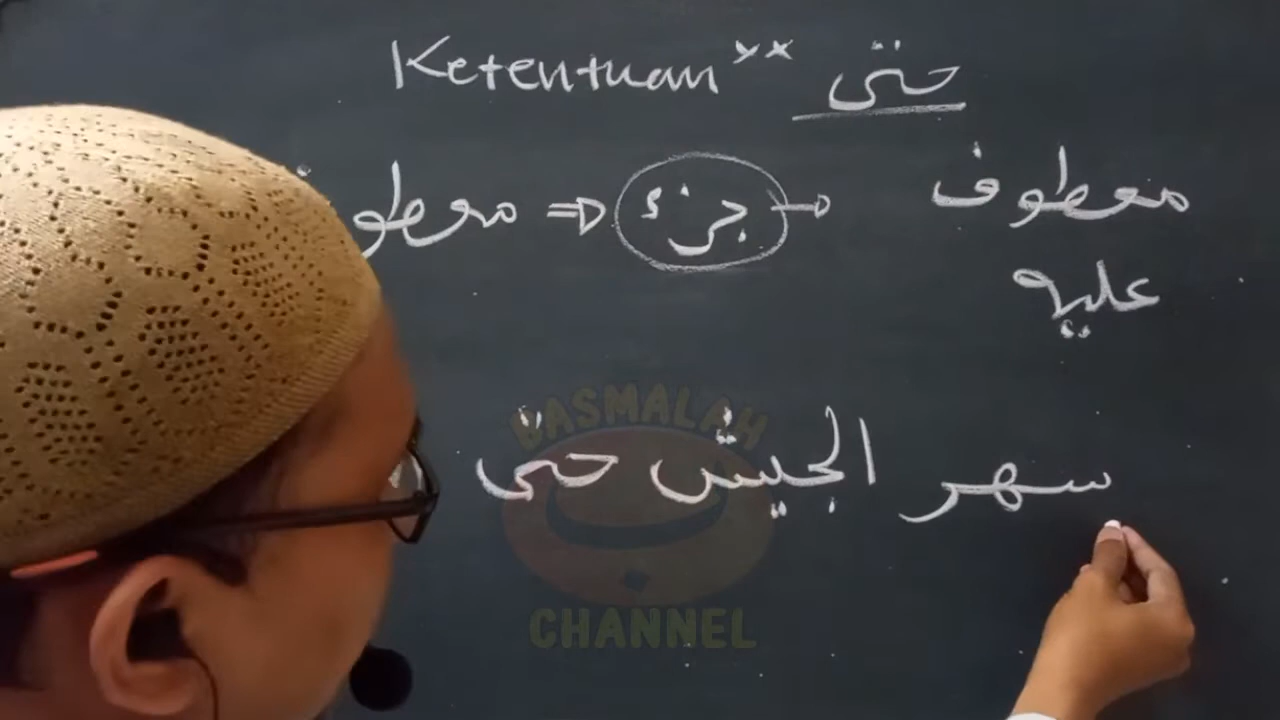 Ketentuan" حتى
معطوف ⇐ جزء ← معطو
عليه
سهر الجيش حتى
BASMALAH
CHANNEL